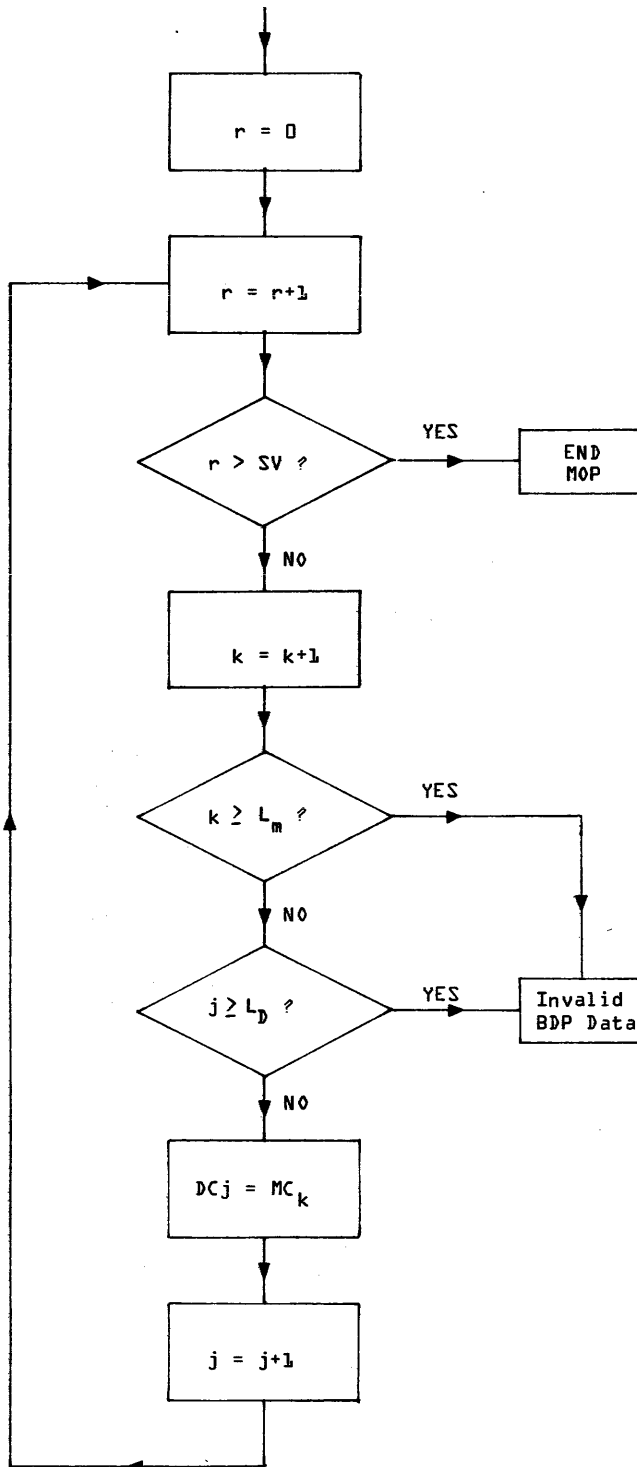 r = 0
r = r+1
r > SV ?
YES
END
MOP
NO
k = k+1
k ≥ Lm ?
YES
NO
j ≥ LD ?
YES
Invalid
BDP Data
NO
DCj = MCk
j = j+1